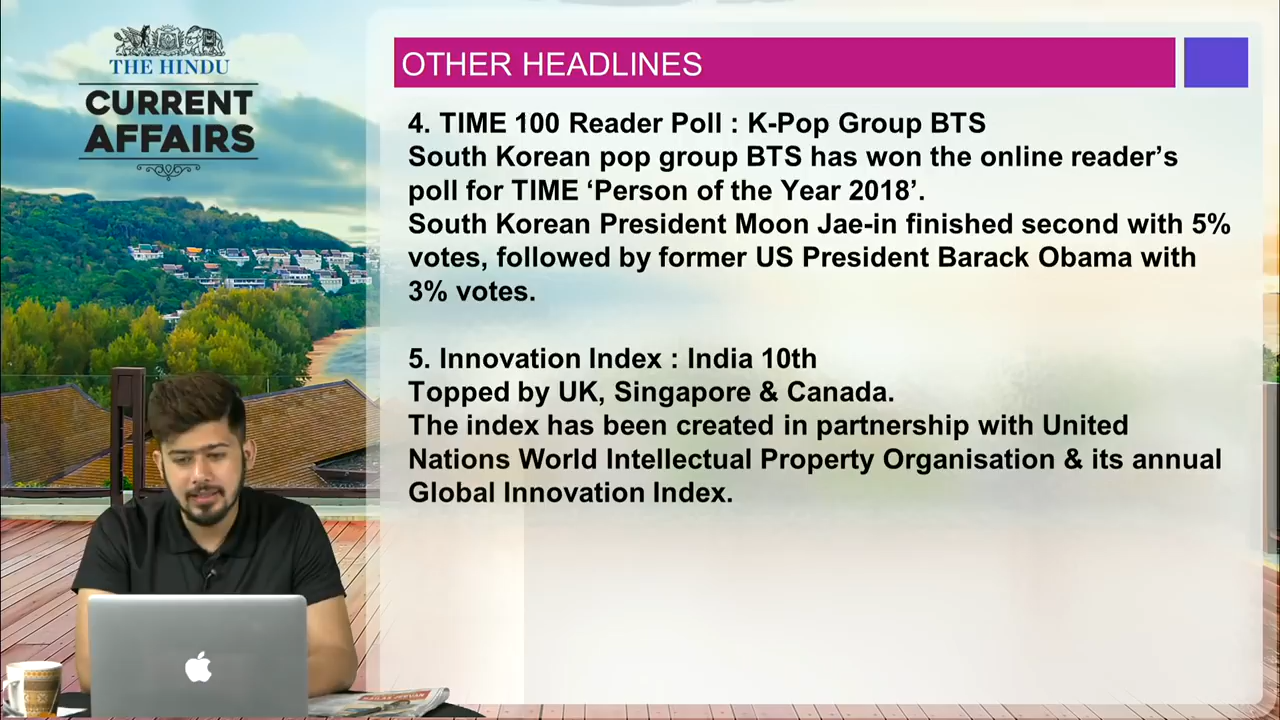 THE HINDU
CURRENT
AFFAIRS
OTHER HEADLINES
4. TIME 100 Reader Poll : K-Pop Group BTS
South Korean pop group BTS has won the online reader’s
poll for TIME ‘Person of the Year 2018’.
South Korean President Moon Jae-in finished second with 5%
votes, followed by former US President Barack Obama with
3% votes.
5. Innovation Index : India 10th
Topped by UK, Singapore & Canada.
The index has been created in partnership with United
Nations World Intellectual Property Organisation & its annual
Global Innovation Index.